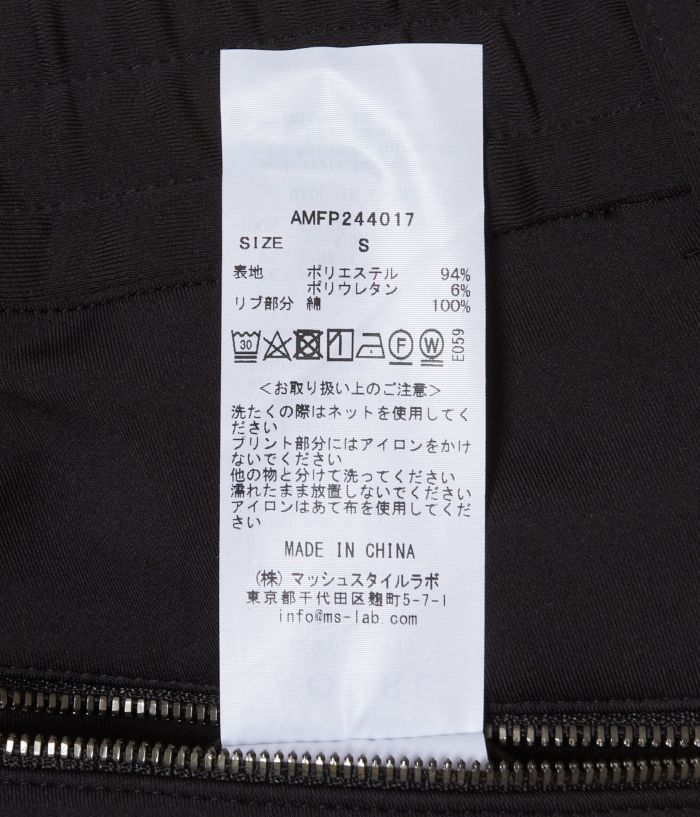 AMFP244017
SIZE S
表地 ポリエステル 94%
ポリウレタン 6%
リブ部分 綿 100%
30 F W E059
<お取り扱い上のご注意>
洗たくの際はネットを使用してく
ださい
プリント部分にはアイロンをかけ
ないでください
他の物と分けて洗ってください
濡れたまま放置しないでください
アイロンはあて布を使用してくだ
さい
MADE IN CHINA
(株) マッシュスタイルラボ
東京都千代田区麹町5-7-1
info@ms-lab.com